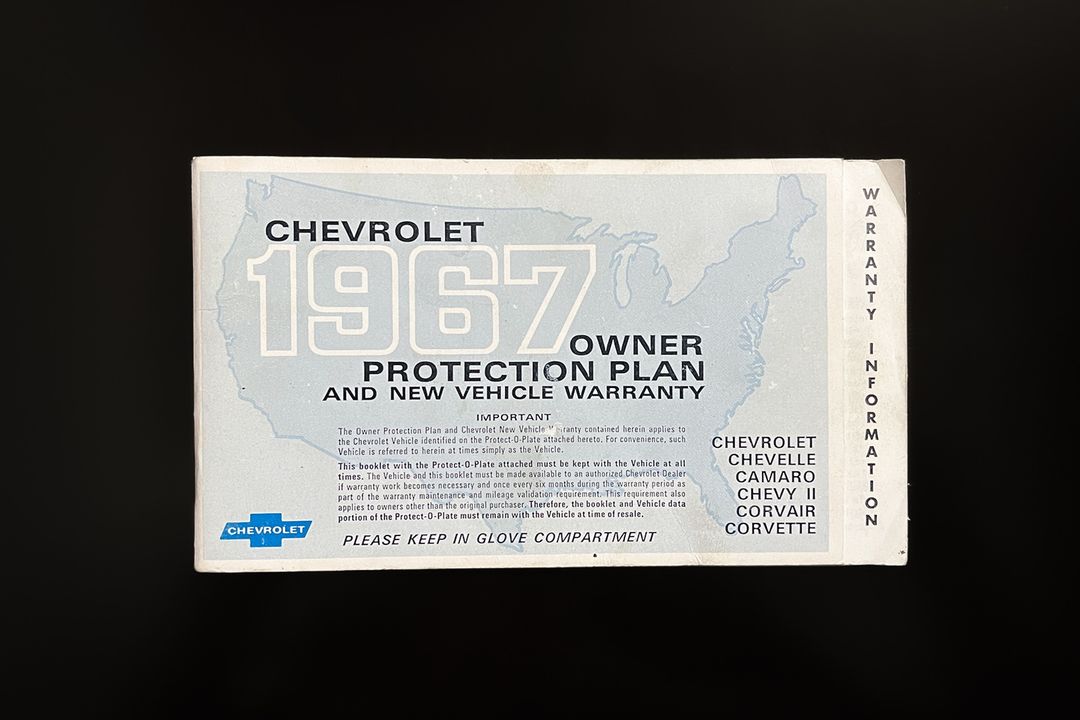 CHEVROLET
1967
OWNER
PROTECTION PLAN
AND NEW VEHICLE WARRANTY
IMPORTANT
The Owner Protection Plan and Chevrolet New Vehicle contained herein applies to
the Chevrolet Vehicle identified on the Protect-O-Plate attached hereto. For convenience, such
Vehicle is referred to herein at times simply as the Vehicle.
This booklet with the Protect-O-Plate attached must be kept with the Vehicle at all
times. The Vehicle and this booklet must be made available to an authorized Chevrolet Dealer
if warranty work becomes necessary and once every six months during the warranty period as
part of the warranty maintenance and mileage validation requirement. This requirement also
applies to owners other than the original purchaser. Therefore, the booklet and Vehicle data
portion of the Protect-O-Plate must remain with the Vehicle at time of resale.
PLEASE KEEP IN GLOVE COMPARTMENT
CHEVROLET
CHEVROLET
CHEVELLE
CAMARO
CHEVY II
CORVAIR
CORVETTE
WARRANTY INFORMATION